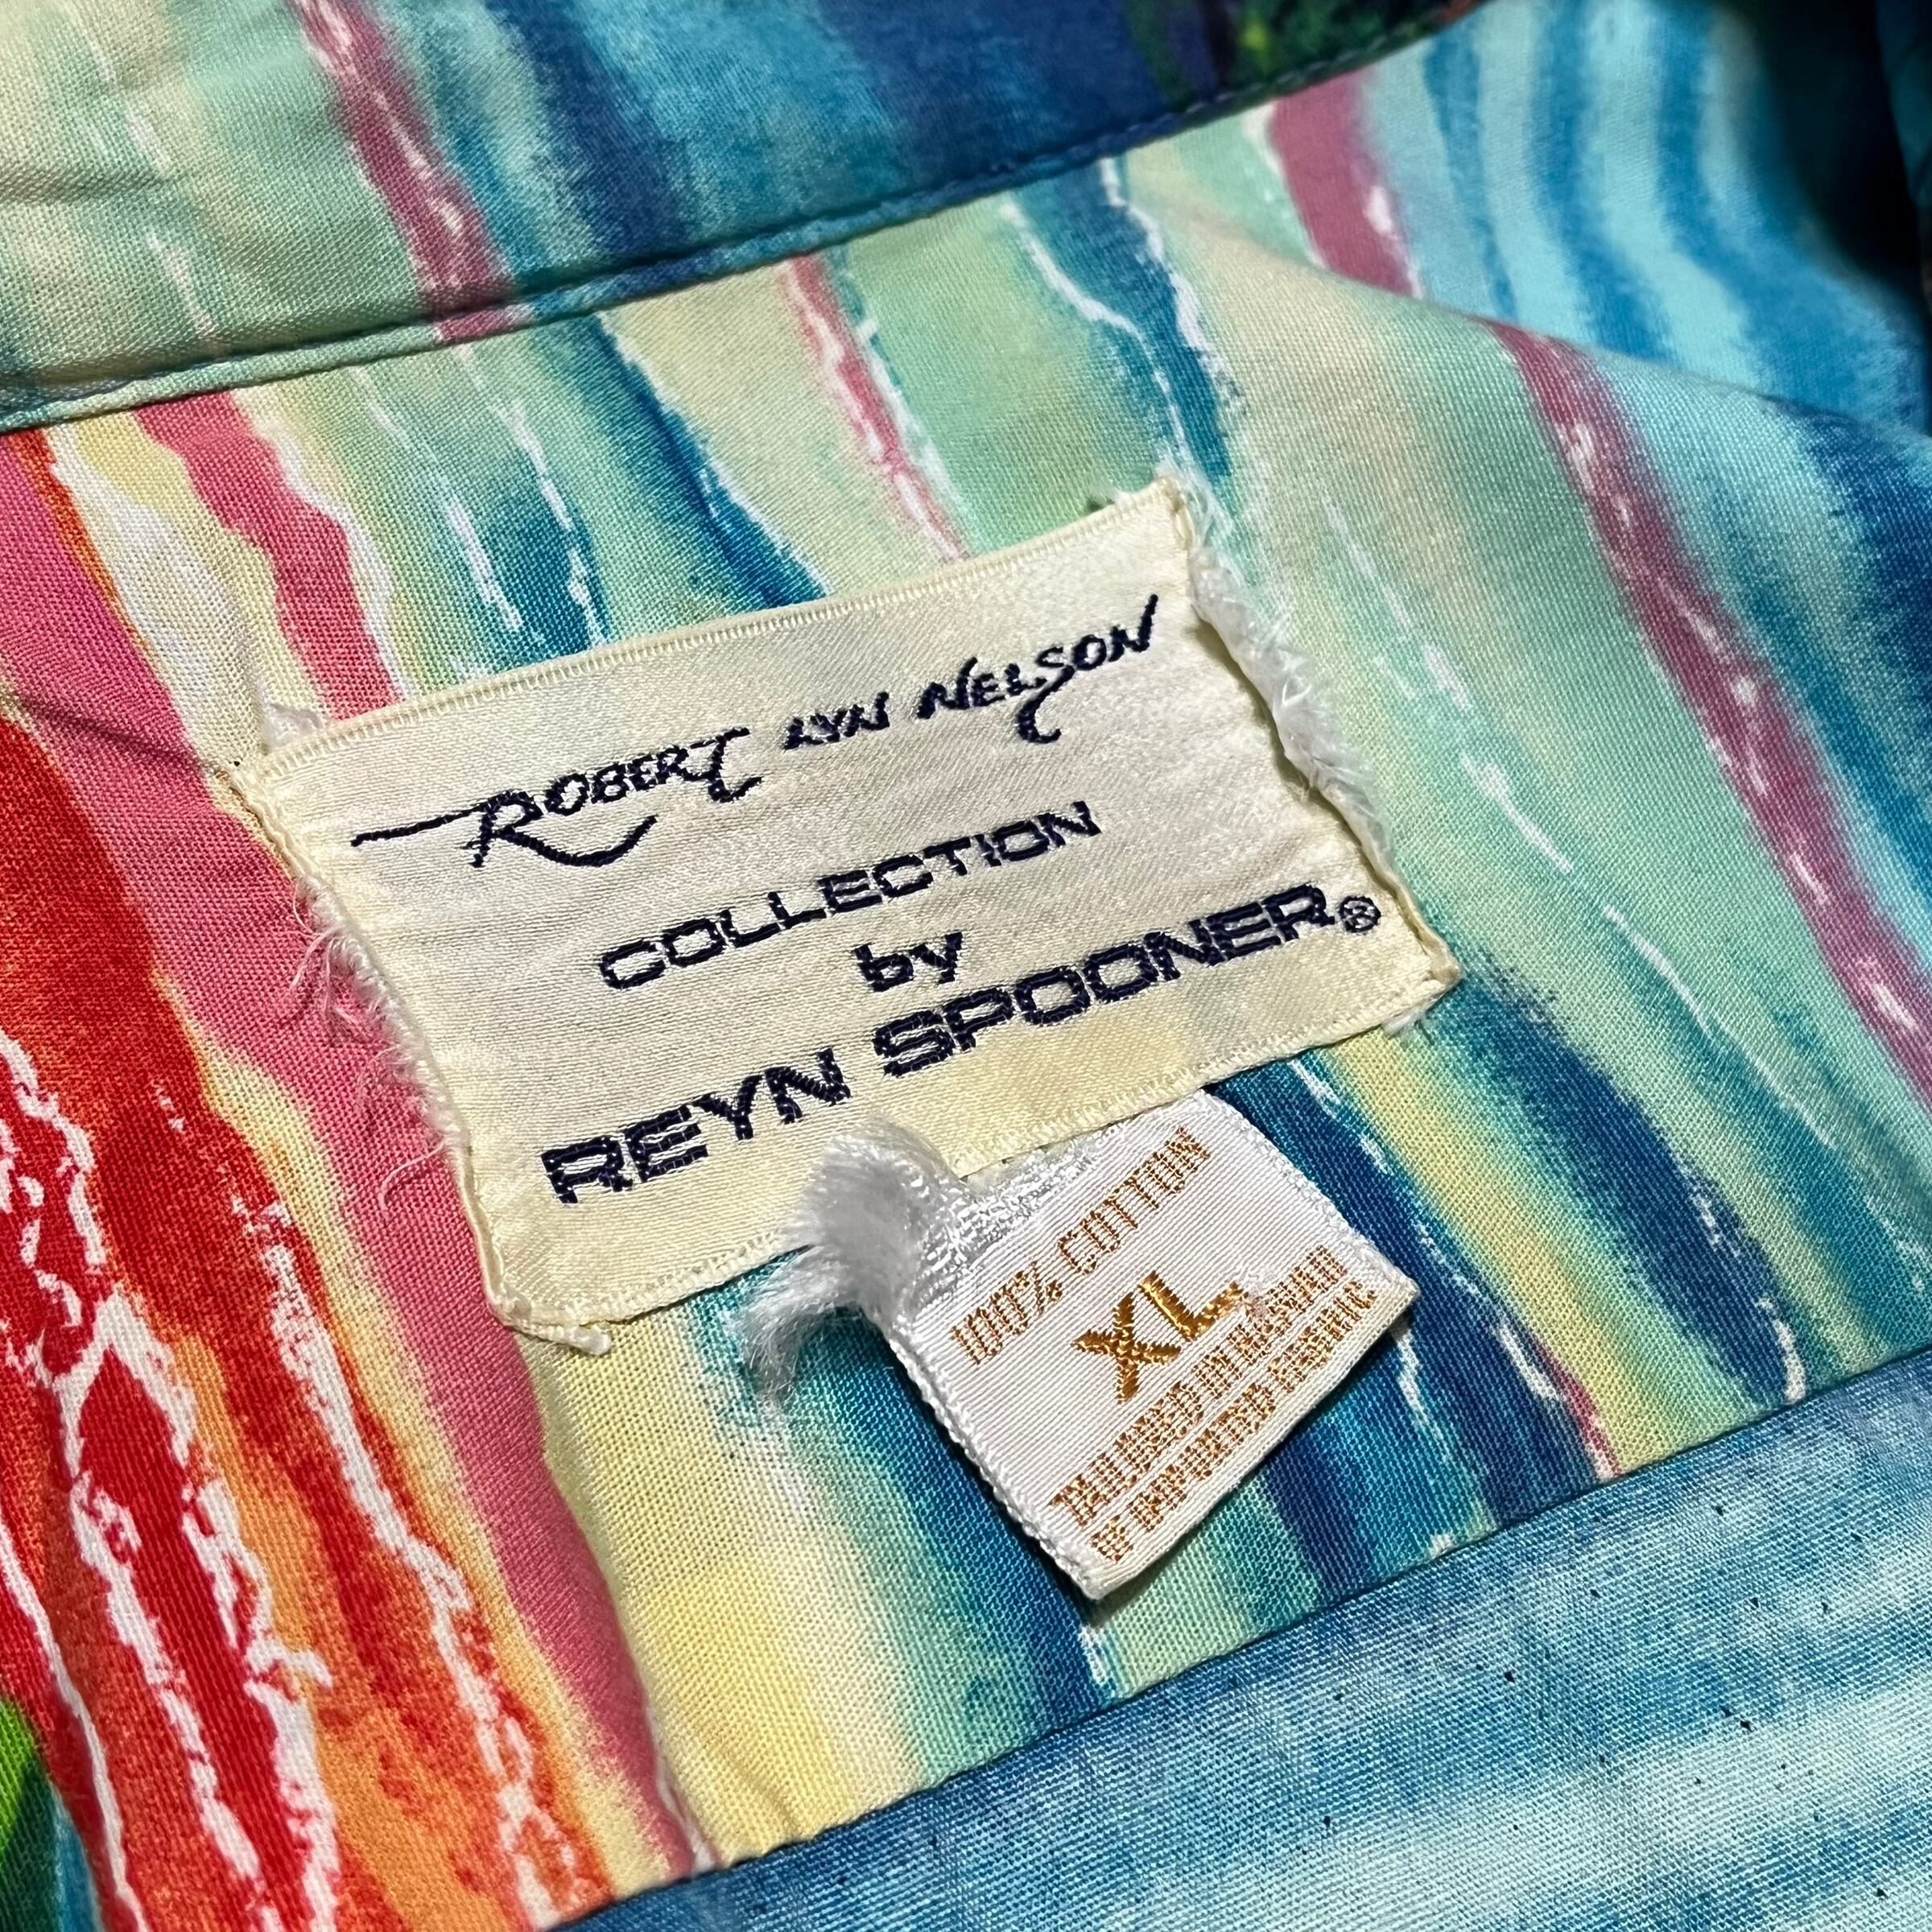 ROBERT LYN NELSON
COLLECTION
by
REYN SPOONER®
100% COTTON
XL
TAILORED IN HAWAII
OF IMPORTED FABRIC